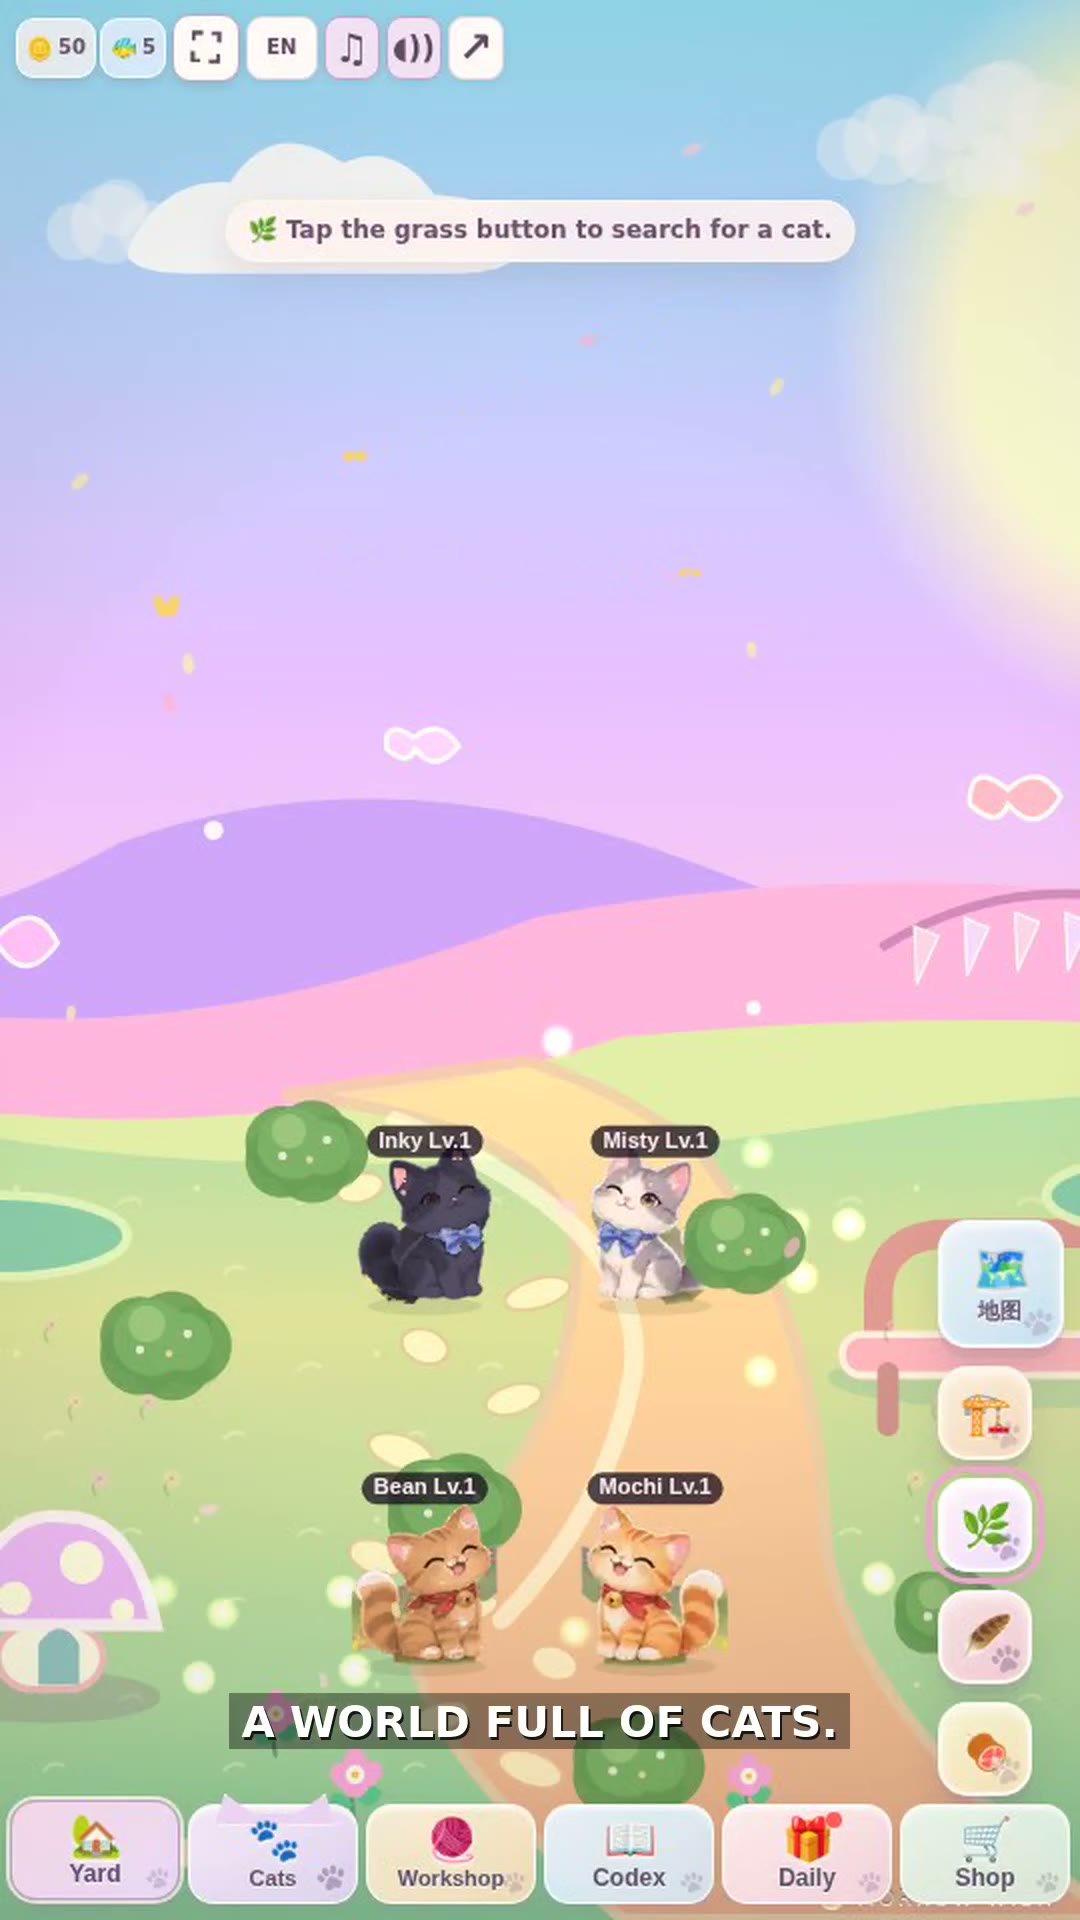 50
5
EN
Tap the grass button to search for a cat.
Inky Lv.1
Misty Lv.1
地图
Bean Lv.1
Mochi Lv.1
A WORLD FULL OF CATS.
Yard
Cats
Workshop
Codex
Daily
Shop